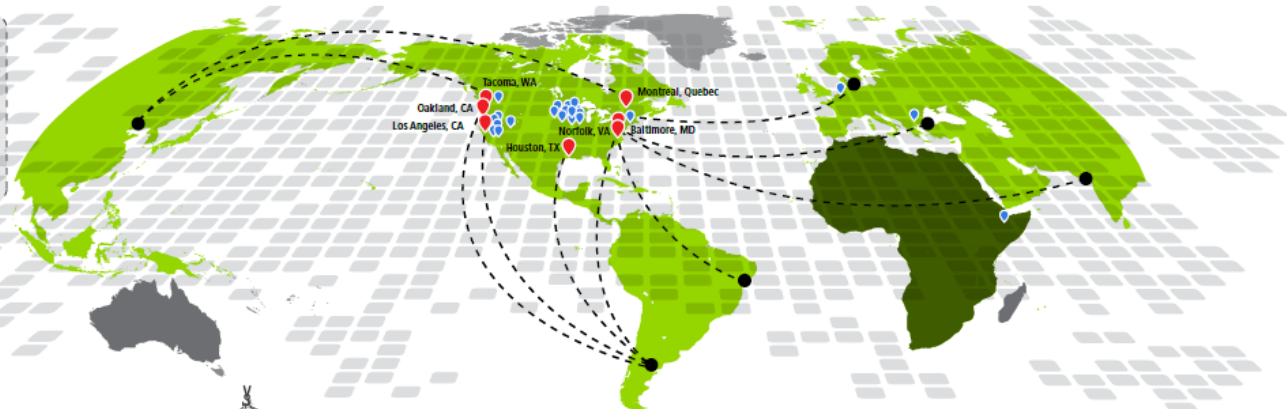 Tacoma, WA
Montreal, Quebec
Oakland, CA
Los Angeles, CA
Norfolk, VA
Baltimore, MD
Houston, TX